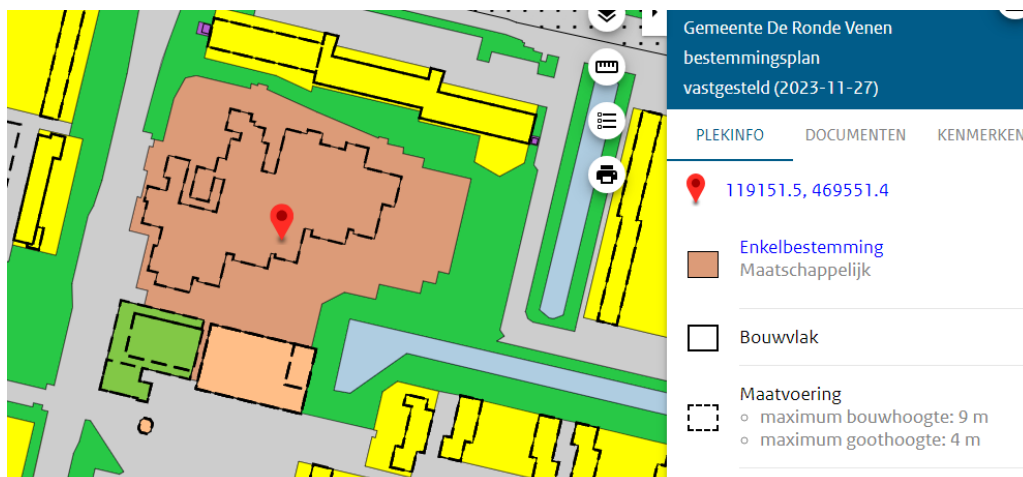 Gemeente De Ronde Venen
bestemmingsplan
vastgesteld (2023-11-27)
PLEKINFO DOCUMENTEN KENMERKEN
119151.5, 469551.4
Enkelbestemming
Maatschappelijk
Bouwvlak
Maatvoering
maximum bouwhoogte: 9 m
maximum goothoogte: 4 m